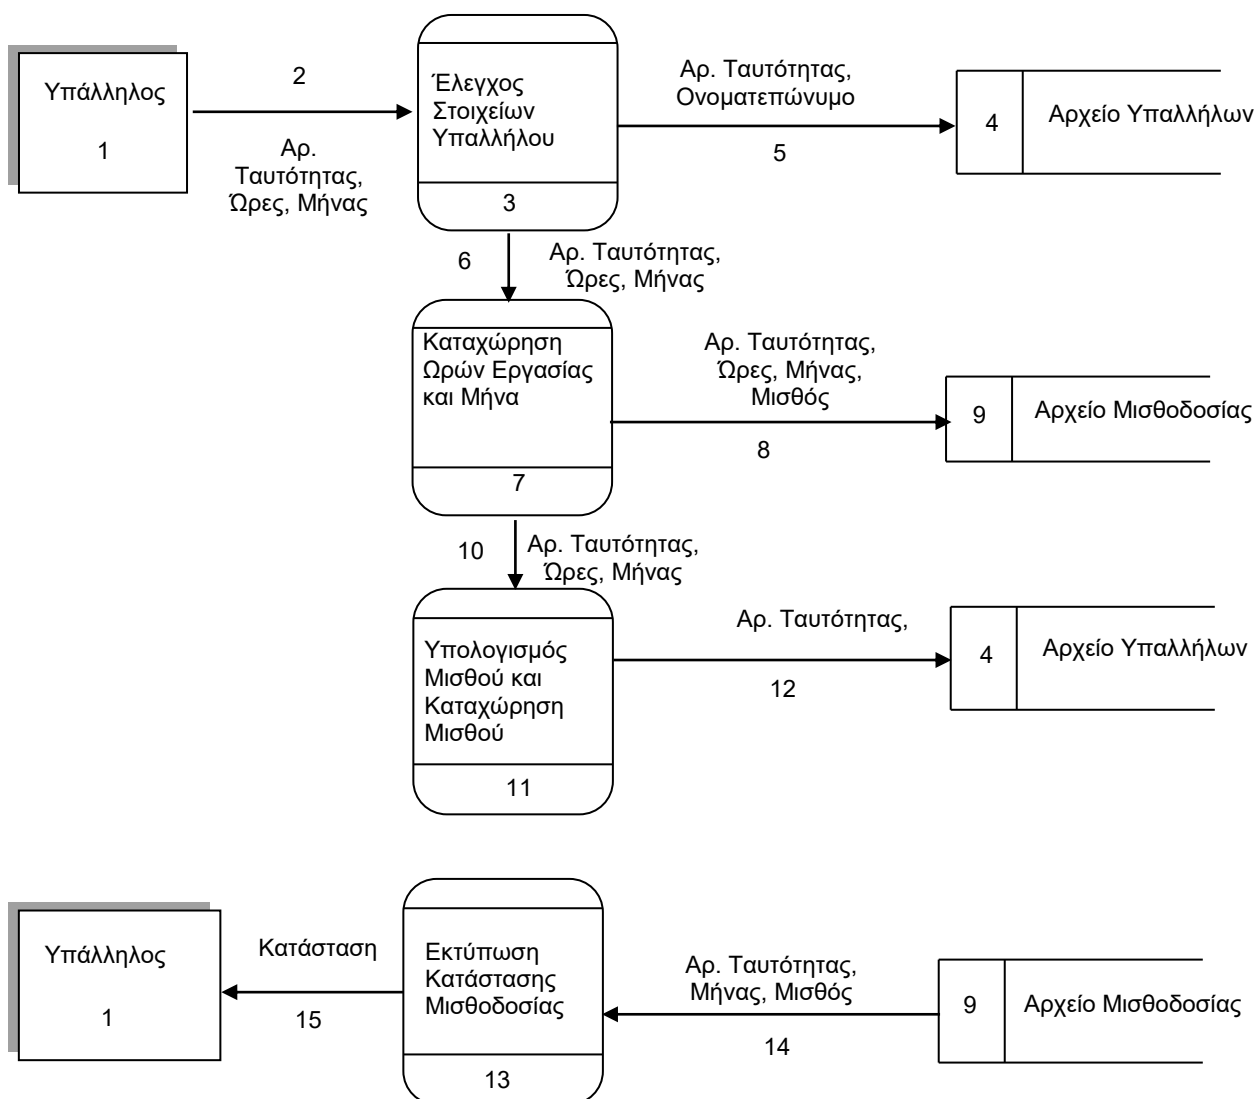 Υπάλληλος
1
2
Αρ.
Ταυτότητας,
Ώρες, Μήνας
Έλεγχος
Στοιχείων
Υπαλλήλου
3
Αρ. Ταυτότητας,
Ονοματεπώνυμο
5
4
Αρχείο Υπαλλήλων
6
Αρ. Ταυτότητας,
Ώρες, Μήνας
Καταχώρηση
Ωρών Εργασίας
και Μήνα
7
Αρ. Ταυτότητας,
Ώρες, Μήνας,
Μισθός
8
9
Αρχείο Μισθοδοσίας
10
Αρ. Ταυτότητας,
Ώρες, Μήνας
Υπολογισμός
Μισθού και
Καταχώρηση
Μισθού
11
Αρ. Ταυτότητας,
12
4
Αρχείο Υπαλλήλων
Υπάλληλος
1
Κατάσταση
15
Εκτύπωση
Κατάστασης
Μισθοδοσίας
13
Αρ. Ταυτότητας,
Μήνας, Μισθός
14
9
Αρχείο Μισθοδοσίας